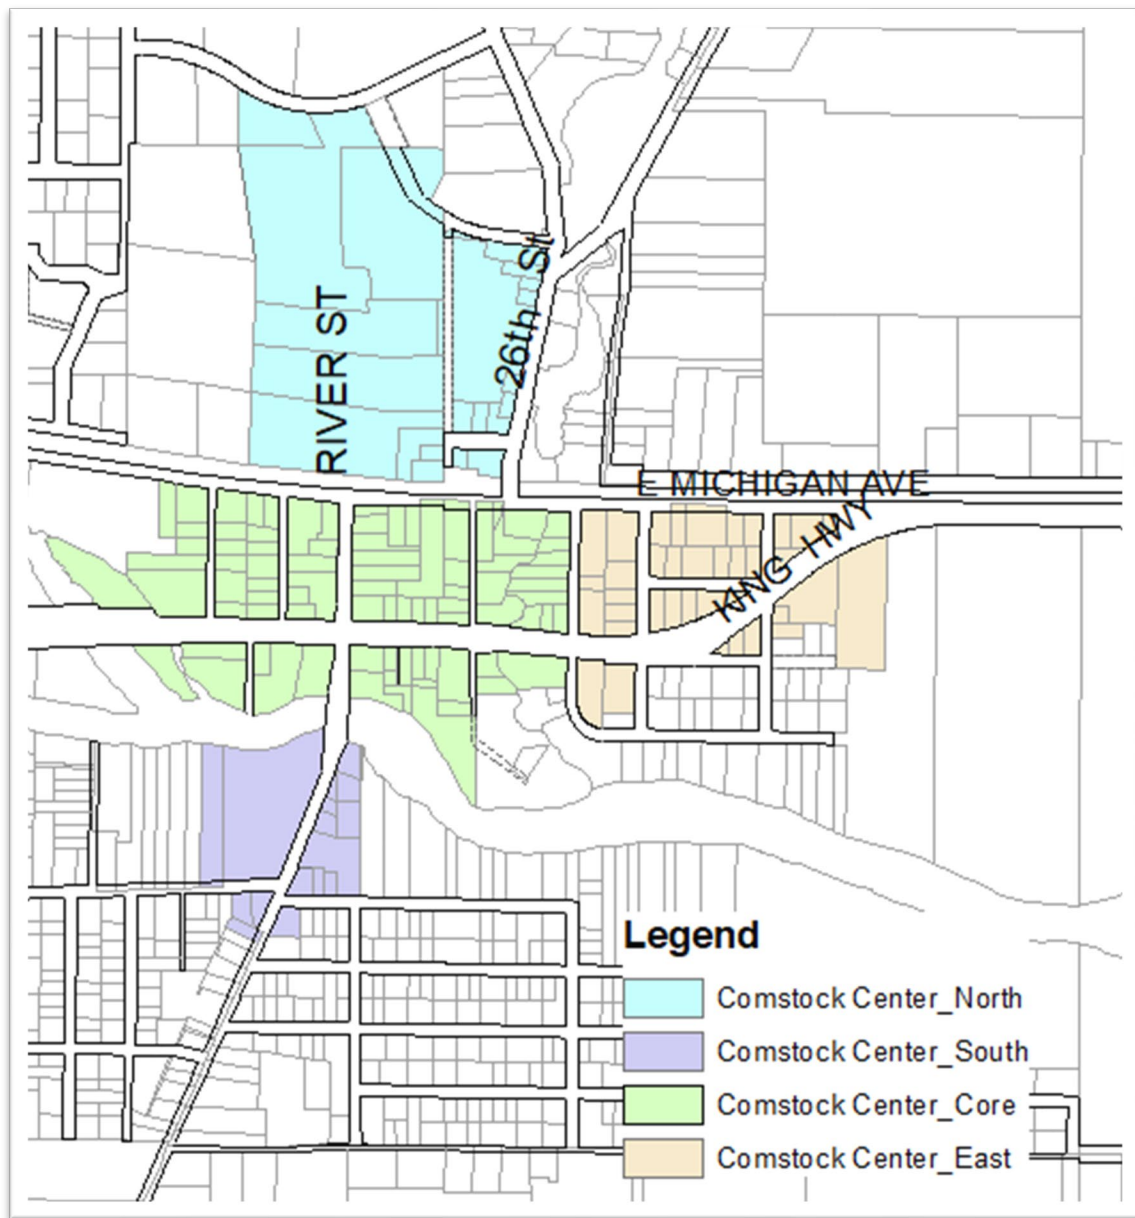 26th St
RIVER ST
E MICHIGAN AVE
KING HWY
Legend
Comstock Center_North
Comstock Center_South
Comstock Center_Core
Comstock Center_East